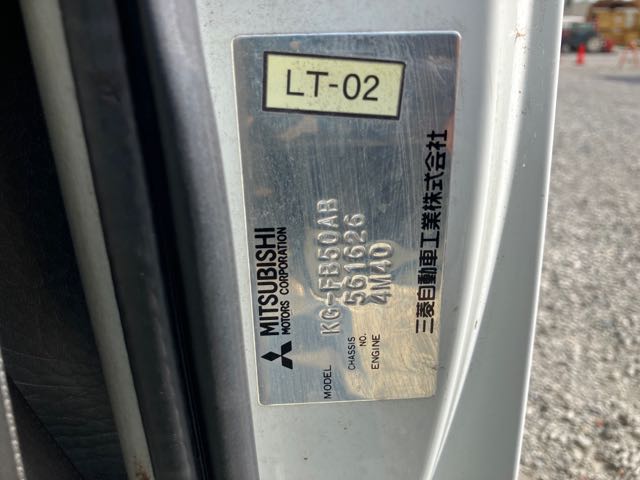 LT-02
MITSUBISHI
MOTORS CORPORATION
MODEL KG-FB50AB
CHASSIS NO. 561626
ENGINE 4M40
三菱自動車工業株式会社